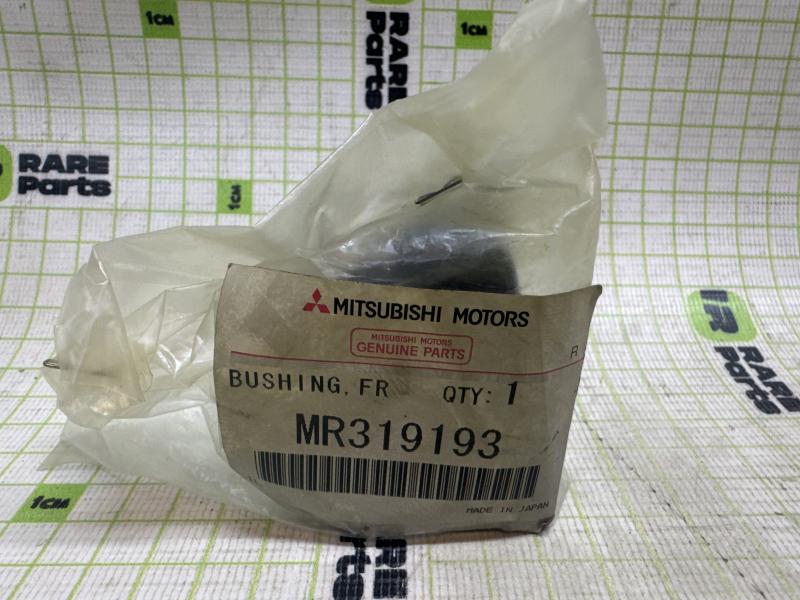 1CM
RARE
Parts
1CM
RARE
Parts
1CM
MITSUBISHI MOTORS
MITSUBISHI MOTORS
GENUINE PARTS
R
BUSHING, FR QTY: 1
MR319193
MADE IN JAPAN
1CM
RARE
Parts
RARE